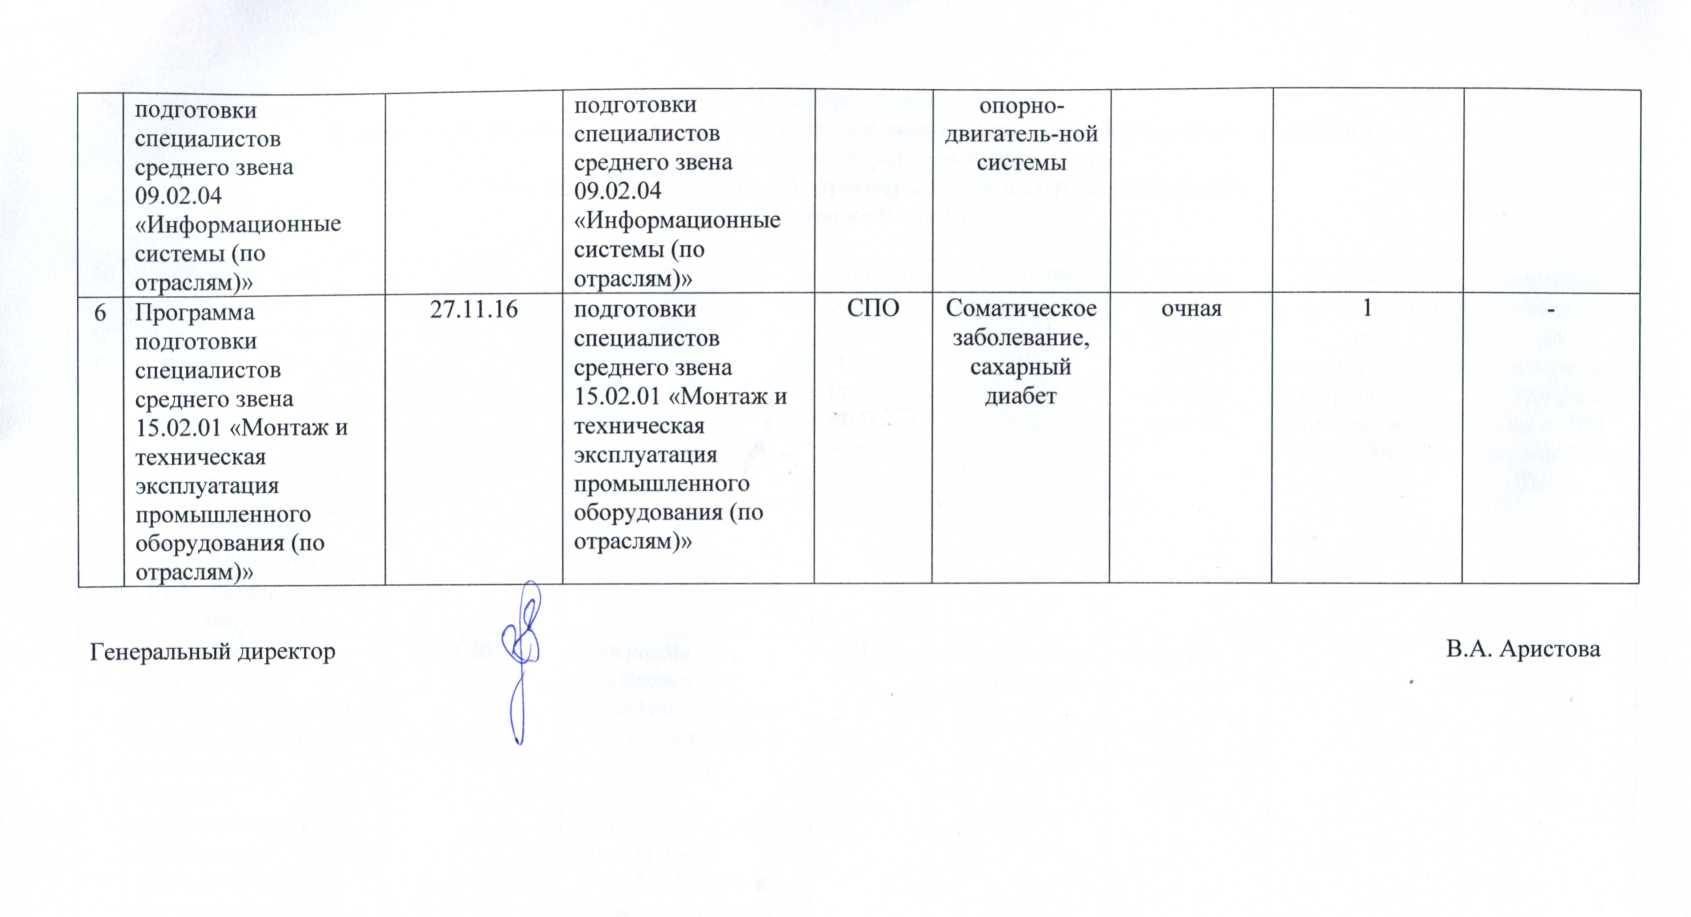 подготовки
специалистов
среднего звена
09.02.04
«Информационные
системы (по
отраслям)»
подготовки
специалистов
среднего звена
09.02.04
«Информационные
системы (по
отраслям)»
опорно-
двигатель-ной
системы
6
Программа
подготовки
специалистов
среднего звена
15.02.01 «Монтаж и
техническая
эксплуатация
промышленного
оборудования (по
отраслям)»
27.11.16
подготовки
специалистов
среднего звена
15.02.01 «Монтаж и
техническая
эксплуатация
промышленного
оборудования (по
отраслям)»
СПО
Соматическое
заболевание,
сахарный
диабет
очная
1
-
Генеральный директор
В.А. Аристова